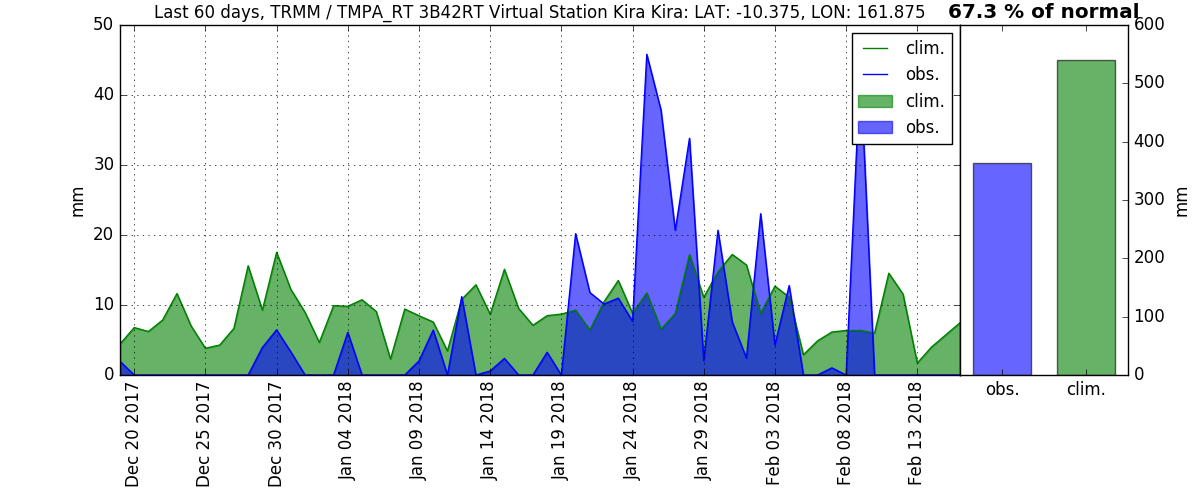 Last 60 days, TRMM / TMPA_RT 3B42RT Virtual Station Kira Kira: LAT: -10.375, LON: 161.875
67.3 % of normal
clim.
obs.
clim.
obs.
mm
50
40
30
20
10
0
Dec 20 2017
Dec 25 2017
Dec 30 2017
Jan 04 2018
Jan 09 2018
Jan 14 2018
Jan 19 2018
Jan 24 2018
Jan 29 2018
Feb 03 2018
Feb 08 2018
Feb 13 2018
600
500
400
300
200
100
0
mm
obs.
clim.